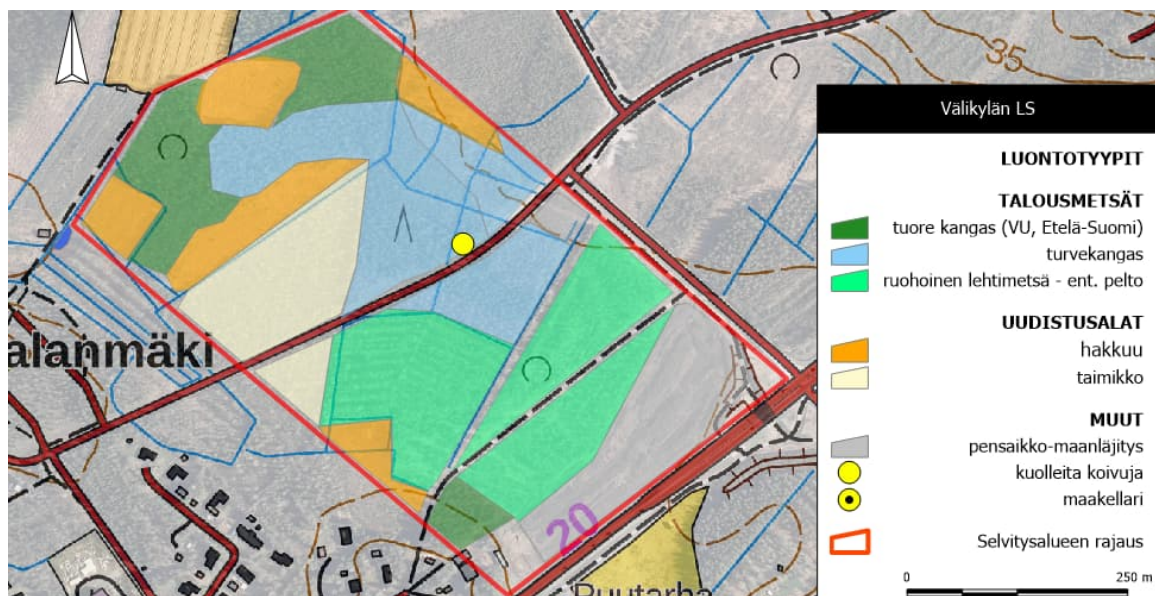 35
Välikylän LS
LUONTOTYYPIT
TALOUSMETSÄT
tuore kangas (VU, Etelä-Suomi)
turvekangas
ruohoinen lehtimetsä - ent. pelto
UUDISTUSALAT
hakkuu
taimikko
MUUT
pensaikko-maanläjitys
kuolleita koivuja
maakellari
Selvitysalueen rajaus
0 250 m
alanmäki
20
Puutarha